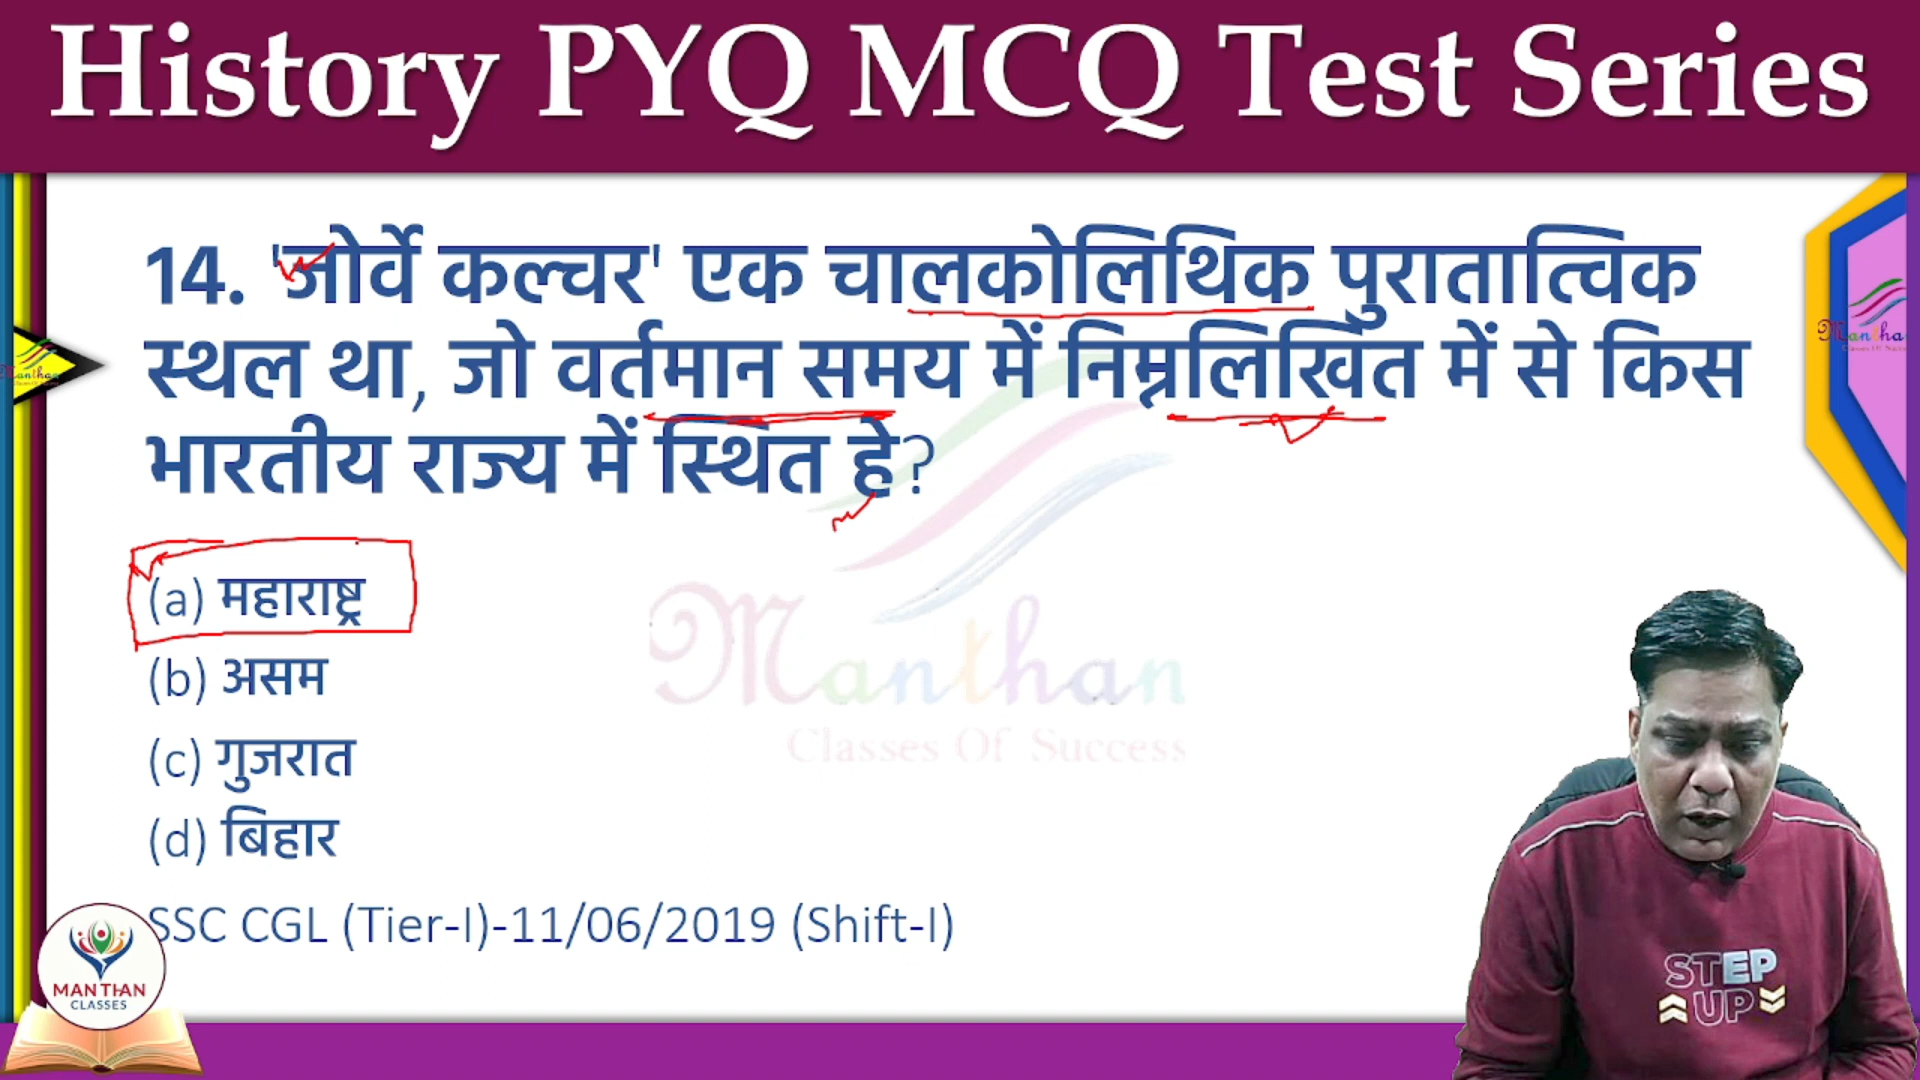 History PYQ MCQ Test Series
14. 'जोर्वे कल्चर' एक चालकोलिथिक पुरातात्विक
स्थल था, जो वर्तमान समय में निम्नलिखित में से किस
भारतीय राज्य में स्थित हे?
(a) महाराष्ट्र
(b) असम
(c) गुजरात
(d) बिहार
SSC CGL (Tier-I)-11/06/2019 (Shift-I)
Manthan
Classes Of Success
MANTHAN
CLASSES
STEP
UP